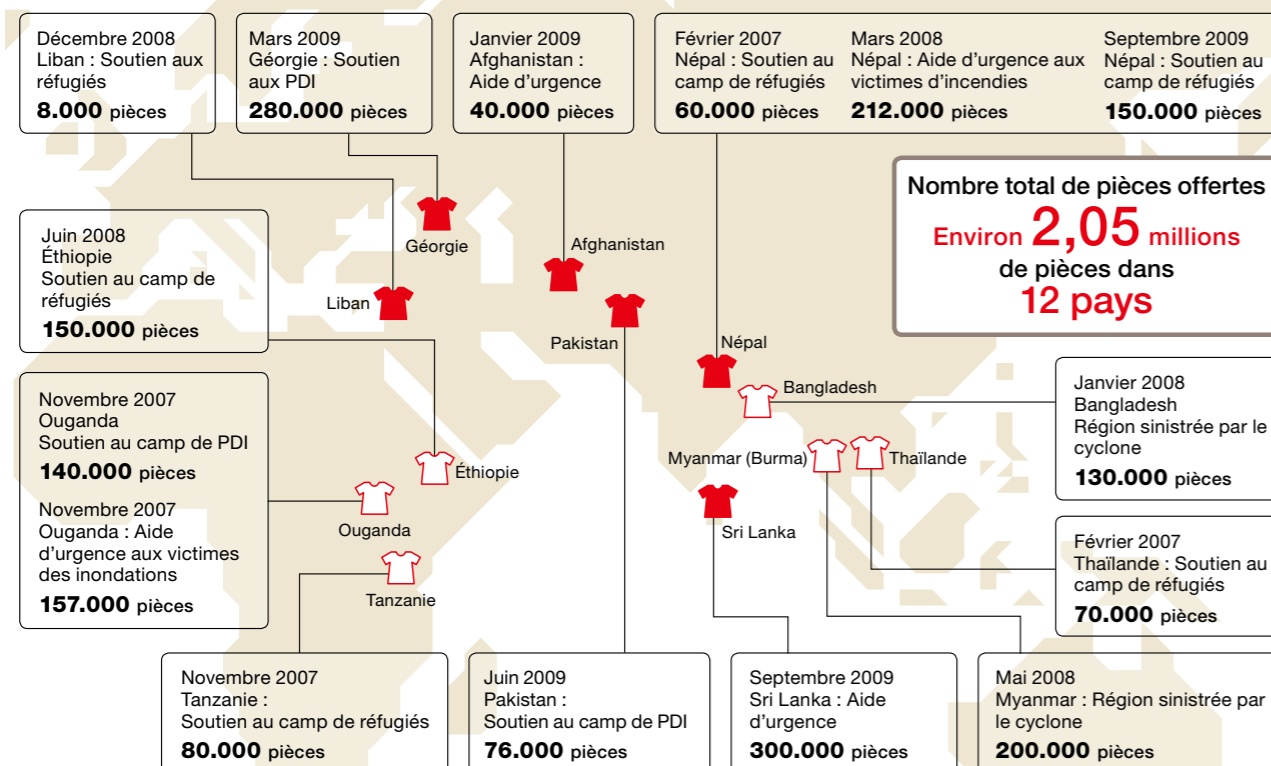 Décembre 2008
Liban : Soutien aux
réfugiés
8.000 pièces
Mars 2009
Géorgie : Soutien
aux PDI
280.000 pièces
Janvier 2009
Afghanistan :
Aide d'urgence
40.000 pièces
Février 2007
Népal : Soutien au
camp de réfugiés
60.000 pièces
Mars 2008
Népal : Aide d'urgence aux
victimes d'incendies
212.000 pièces
Septembre 2009
Népal : Soutien au
camp de réfugiés
150.000 pièces
Nombre total de pièces offertes
Environ 2,05 millions
de pièces dans
12 pays
Juin 2008
Éthiopie
Soutien au camp de
réfugiés
150.000 pièces
Géorgie
Afghanistan
Liban
Pakistan
Népal
Bangladesh
Janvier 2008
Bangladesh
Région sinistrée par le
cyclone
130.000 pièces
Novembre 2007
Ouganda
Soutien au camp de PDI
140.000 pièces
Novembre 2007
Ouganda : Aide
d'urgence aux victimes
des inondations
157.000 pièces
Myanmar (Burma)
Thaïlande
Éthiopie
Ouganda
Sri Lanka
Tanzanie
Février 2007
Thaïlande : Soutien au
camp de réfugiés
70.000 pièces
Novembre 2007
Tanzanie :
Soutien au camp de réfugiés
80.000 pièces
Juin 2009
Pakistan :
Soutien au camp de PDI
76.000 pièces
Septembre 2009
Sri Lanka : Aide
d'urgence
300.000 pièces
Mai 2008
Myanmar : Région sinistrée par
le cyclone
200.000 pièces